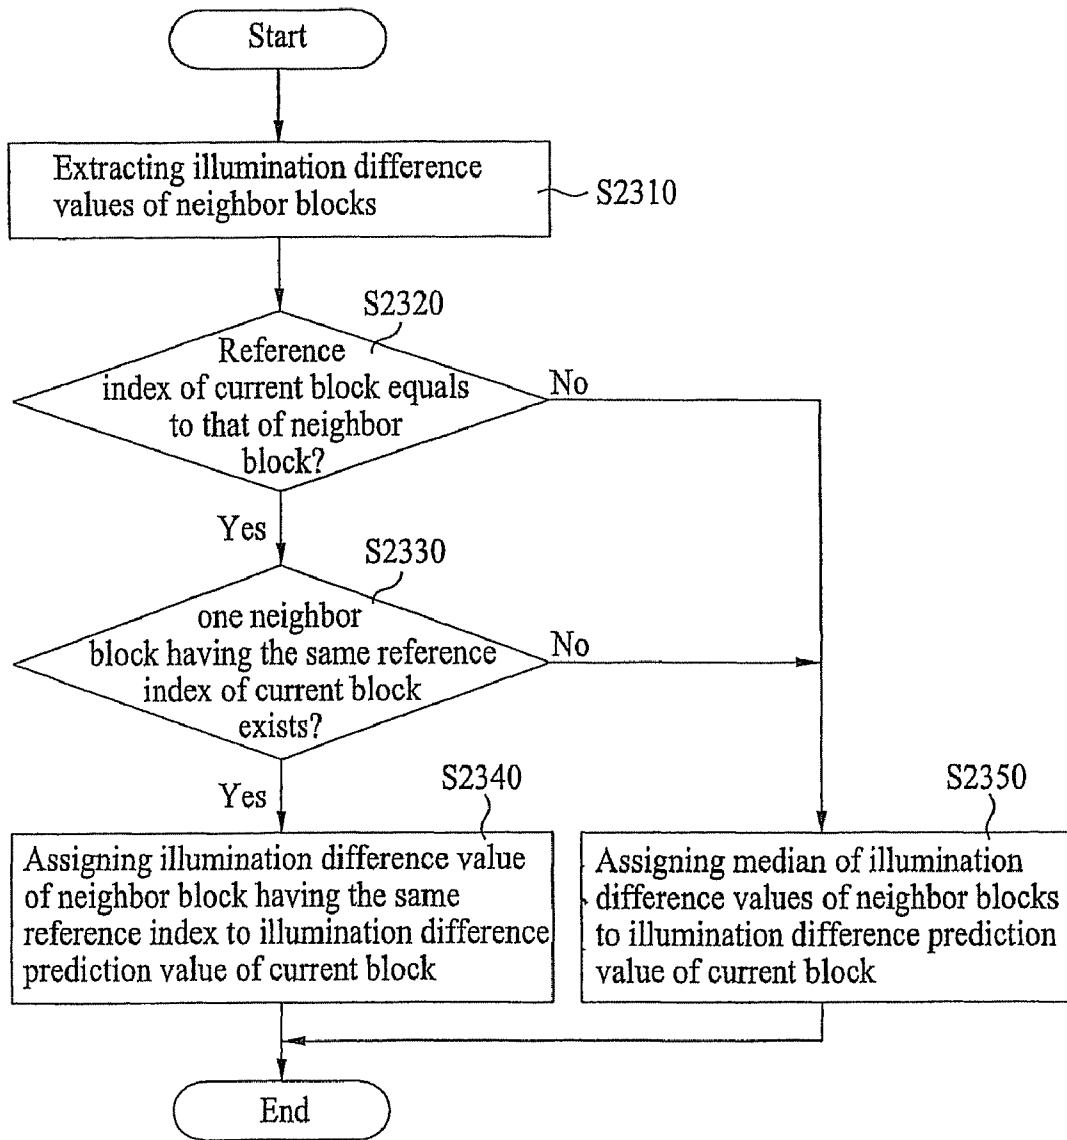 Start
Extracting illumination difference
values of neighbor blocks
S2310
S2320
Reference
index of current block equals
to that of neighbor
block?
No
Yes
S2330
one neighbor
block having the same reference
index of current block
exists?
No
Yes
S2340
Assigning illumination difference value
of neighbor block having the same
reference index to illumination difference
prediction value of current block
S2350
Assigning median of illumination
difference values of neighbor blocks
to illumination difference prediction
value of current block
End